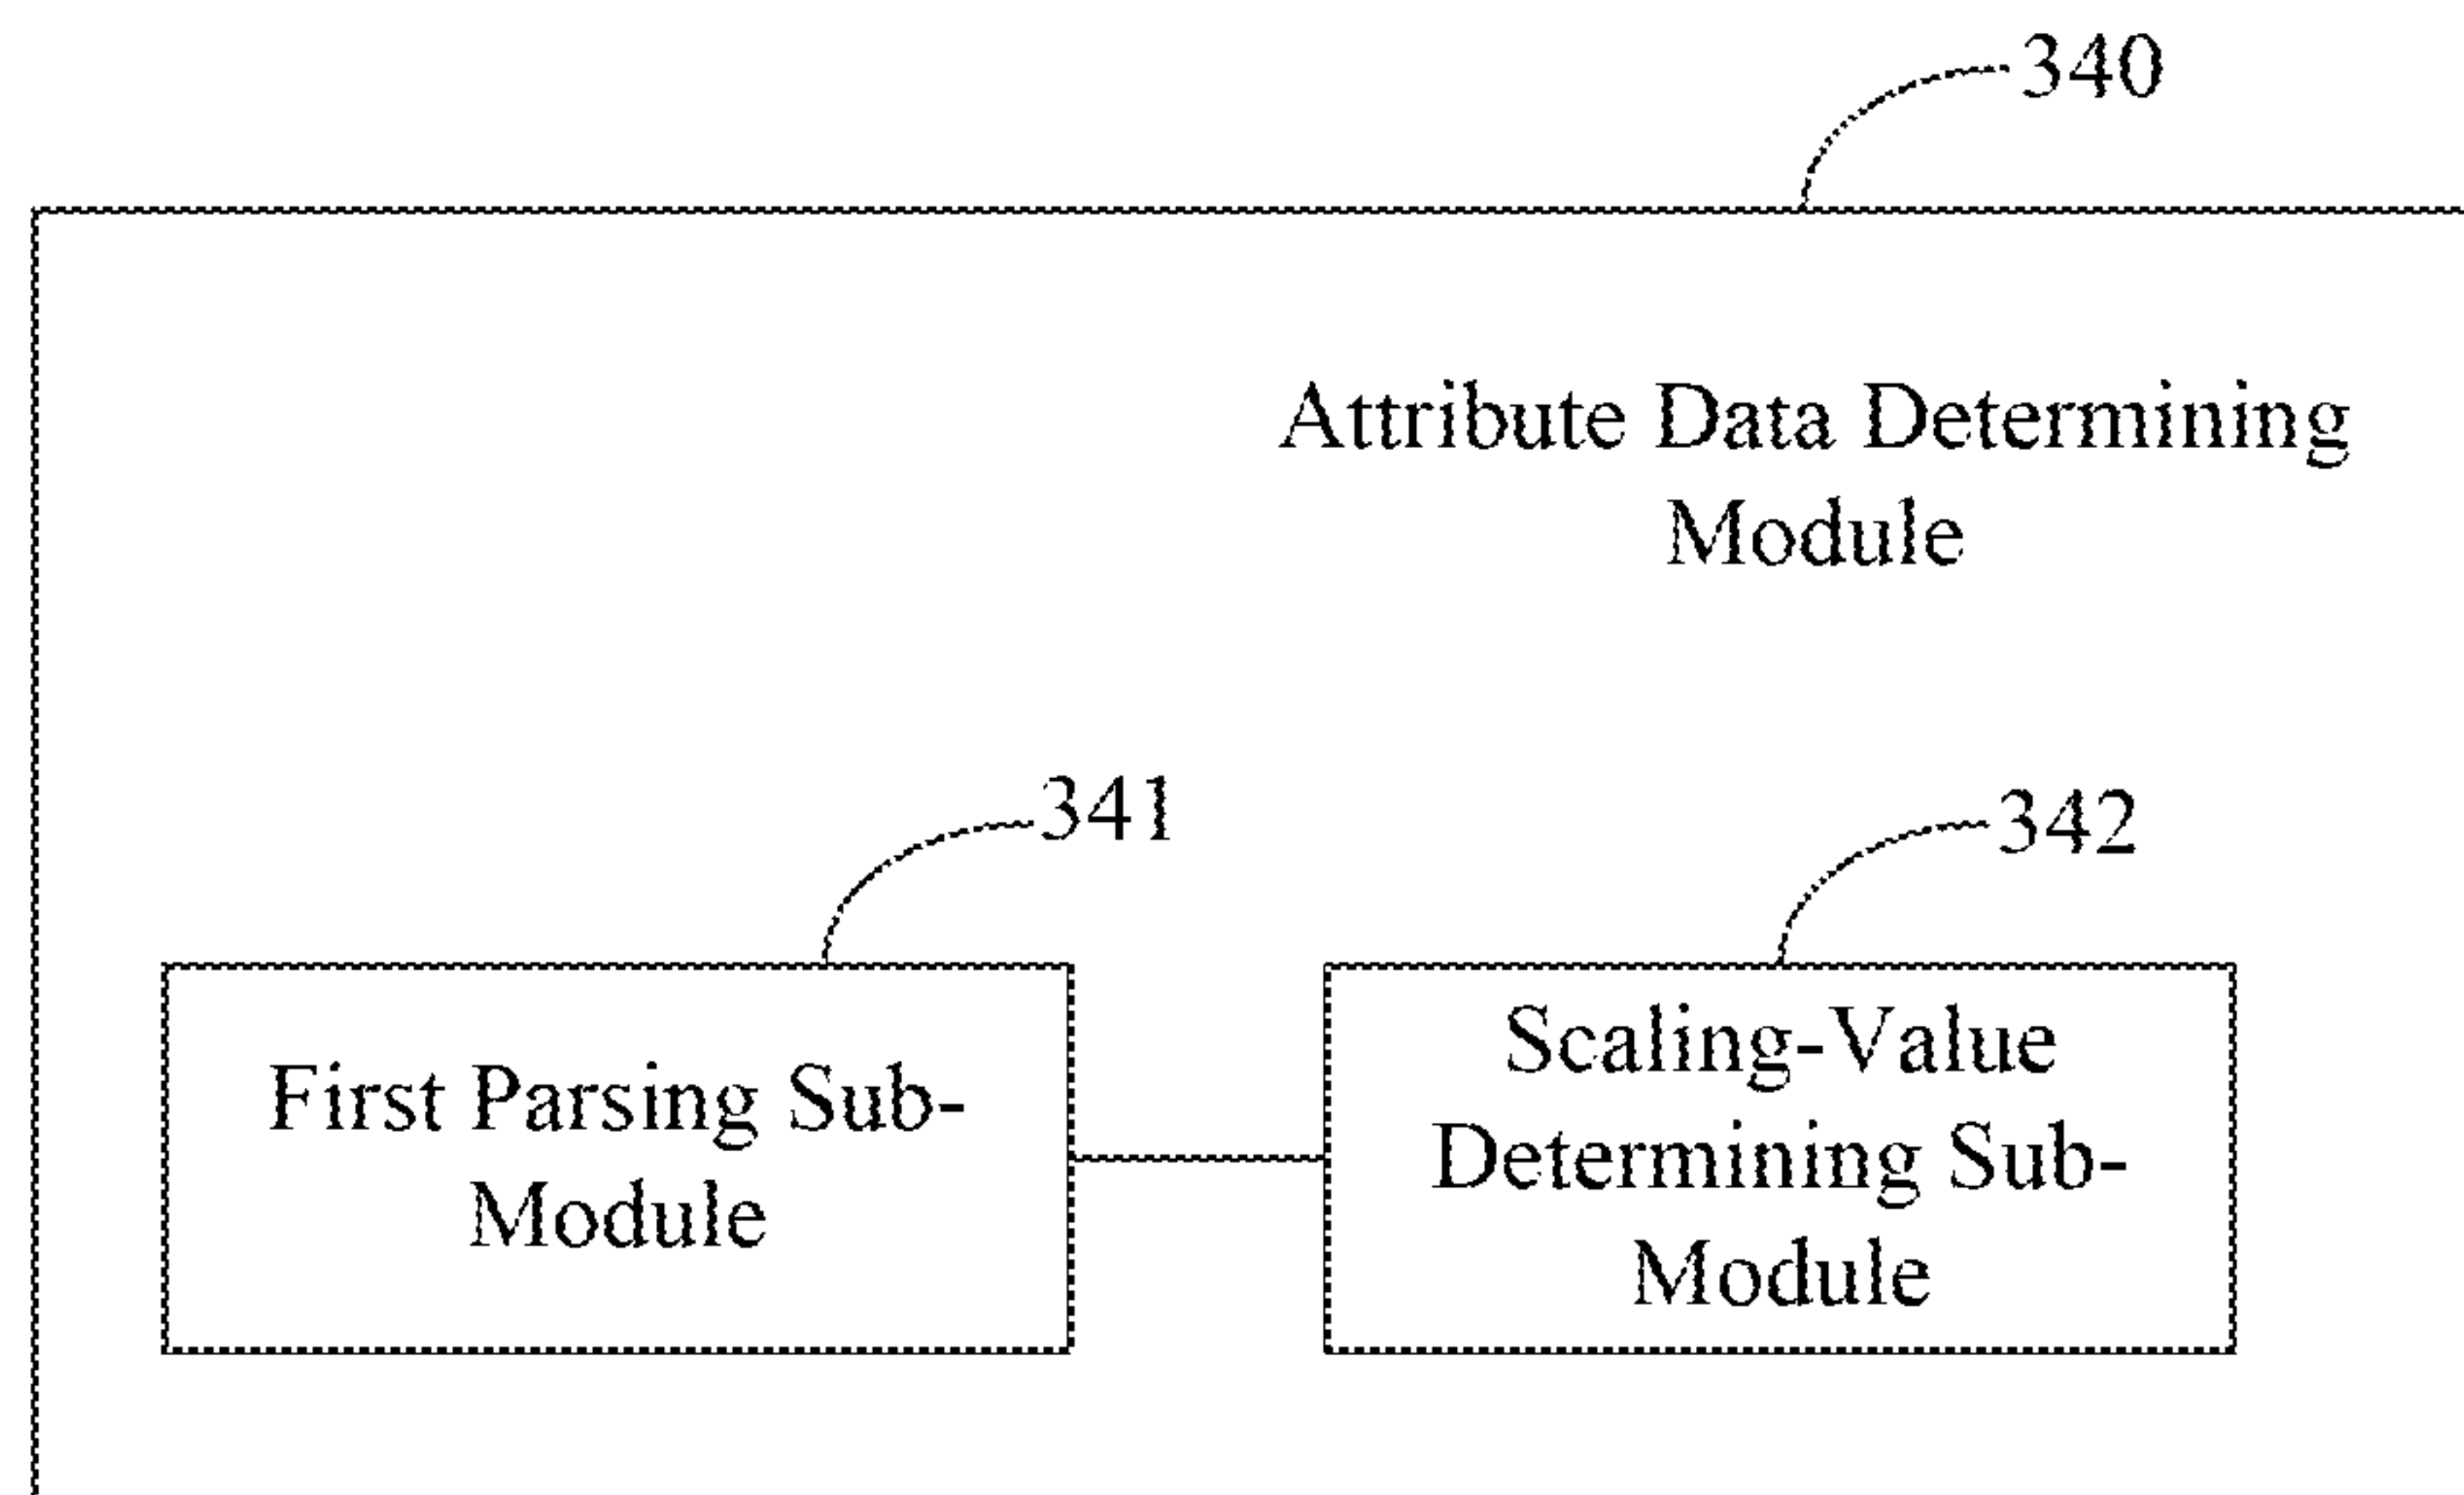 340
Attribute Data Determining
Module
341
342
First Parsing Sub-
Module
Scaling-Value
Determining Sub-
Module